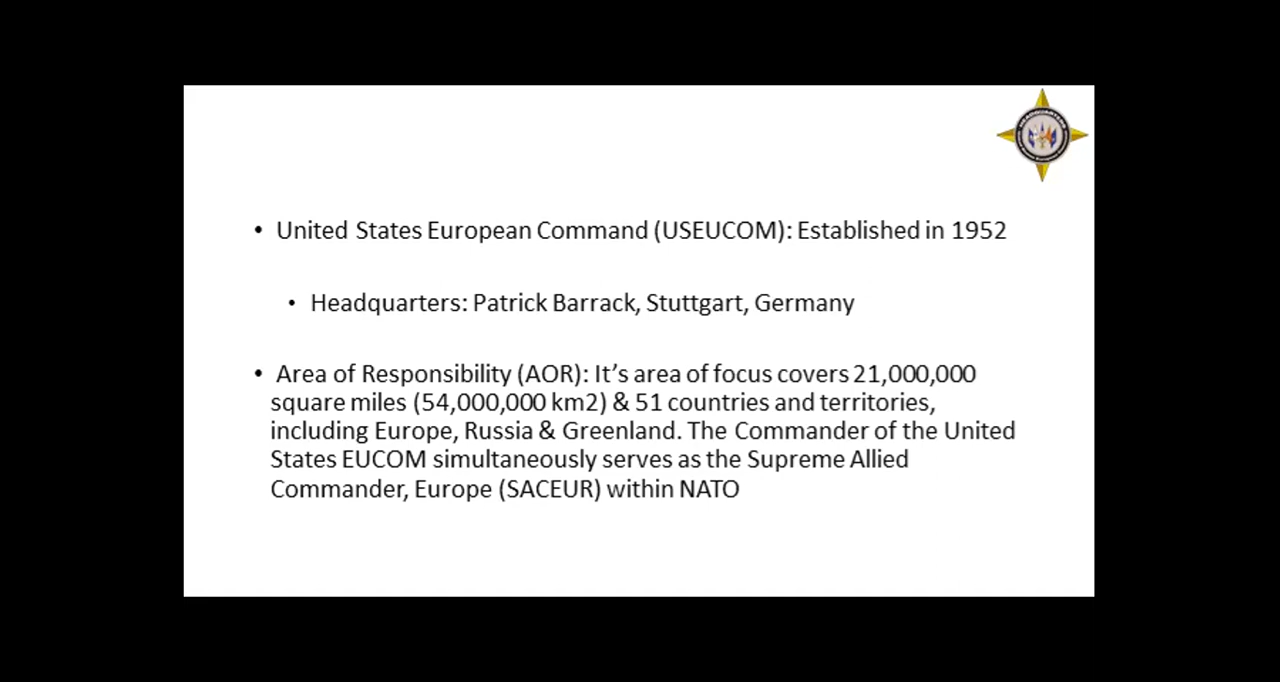 • United States European Command (USEUCOM): Established in 1952
• Headquarters: Patrick Barrack, Stuttgart, Germany
• Area of Responsibility (AOR): It’s area of focus covers 21,000,000
square miles (54,000,000 km2) & 51 countries and territories,
including Europe, Russia & Greenland. The Commander of the United
States EUCOM simultaneously serves as the Supreme Allied
Commander, Europe (SACEUR) within NATO
HEADQUARTERS